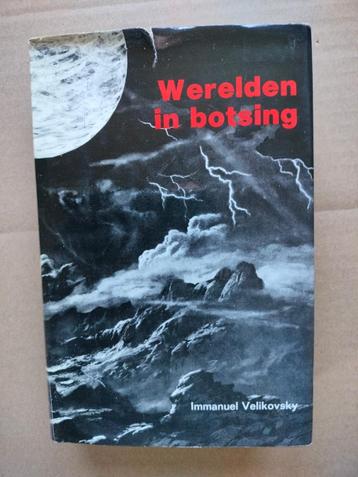 Werelden
in botsing
Immanuel Velikovsky